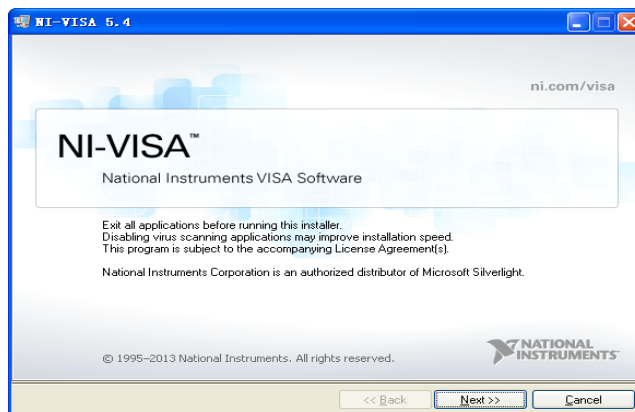 NI-VISA 5.4
ni.com/visa
NI-VISA™
National Instruments VISA Software
Exit all applications before running this installer.
Disabling virus scanning applications may improve installation speed.
This program is subject to the accompanying License Agreement(s).
National Instruments Corporation is an authorized distributor of Microsoft Silverlight.
© 1995–2013 National Instruments. All rights reserved.
NATIONAL
INSTRUMENTS™
<< Back Next >> Cancel